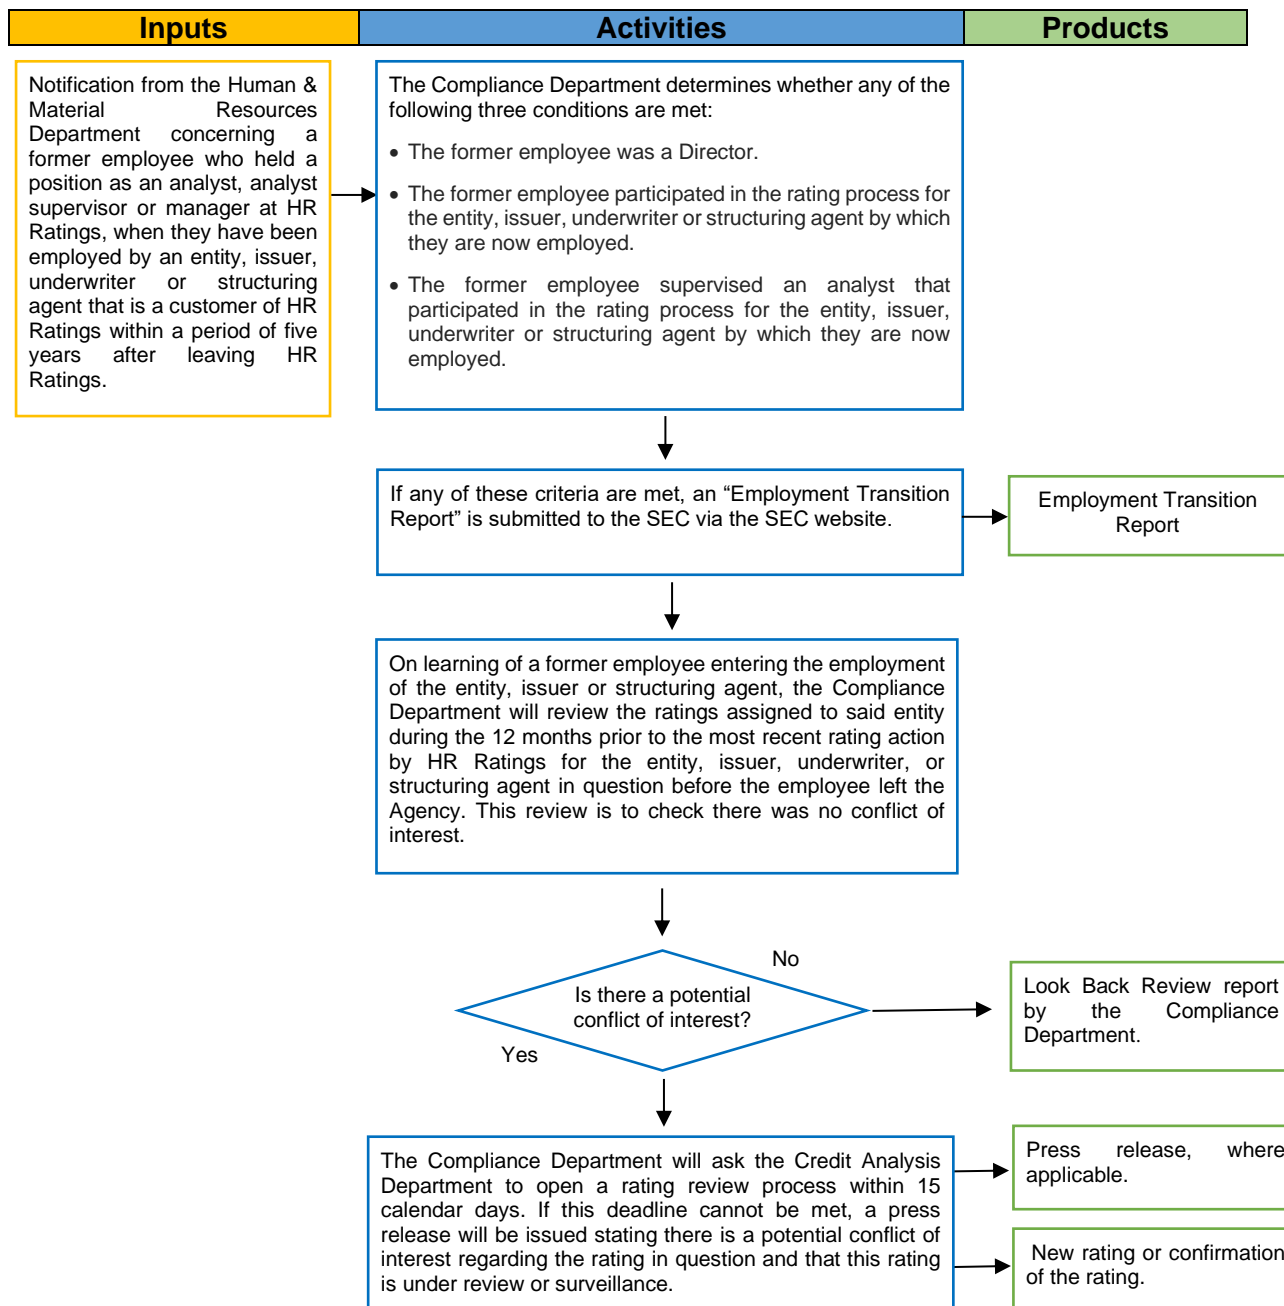 Inputs
Activities
Products
Notification from the Human &
Material Resources
Department concerning a
former employee who held a
position as an analyst, analyst
supervisor or manager at HR
Ratings, when they have been
employed by an entity, issuer,
underwriter or structuring
agent that is a customer of HR
Ratings within a period of five
years after leaving HR
Ratings.
The Compliance Department determines whether any of the
following three conditions are met:
• The former employee was a Director.
• The former employee participated in the rating process for
the entity, issuer, underwriter or structuring agent by which
they are now employed.
• The former employee supervised an analyst that
participated in the rating process for the entity, issuer,
underwriter or structuring agent by which they are now
employed.
If any of these criteria are met, an “Employment Transition
Report” is submitted to the SEC via the SEC website.
Employment Transition
Report
On learning of a former employee entering the employment
of the entity, issuer or structuring agent, the Compliance
Department will review the ratings assigned to said entity
during the 12 months prior to the most recent rating action
by HR Ratings for the entity, issuer, underwriter, or
structuring agent in question before the employee left the
Agency. This review is to check there was no conflict of
interest.
No
Is there a potential
conflict of interest?
Yes
Look Back Review report
by the Compliance
Department.
The Compliance Department will ask the Credit Analysis
Department to open a rating review process within 15
calendar days. If this deadline cannot be met, a press
release will be issued stating there is a potential conflict of
interest regarding the rating in question and that this rating
is under review or surveillance.
Press release, where
applicable.
New rating or confirmation
of the rating.